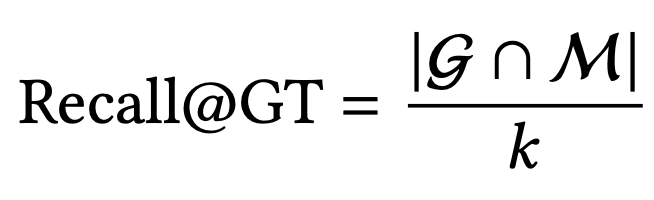 Recall@GT = |𝒢 ∩ ℳ| / k